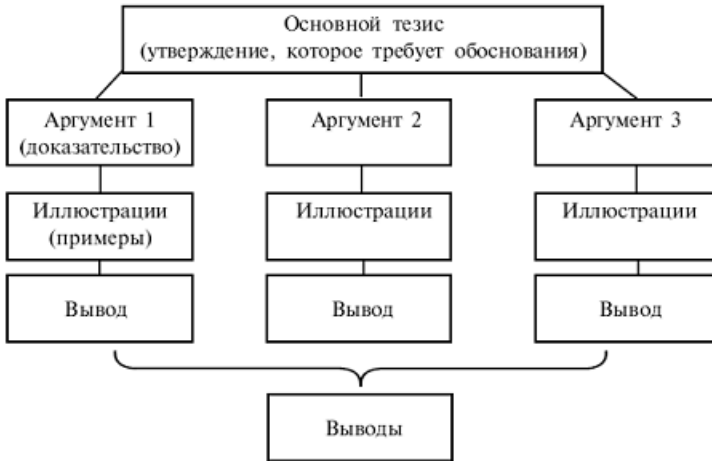 Основной тезис
(утверждение, которое требует обоснования)
Аргумент 1
(доказательство)
Аргумент 2
Аргумент 3
Иллюстрации
(примеры)
Иллюстрации
Иллюстрации
Вывод
Вывод
Вывод
Выводы